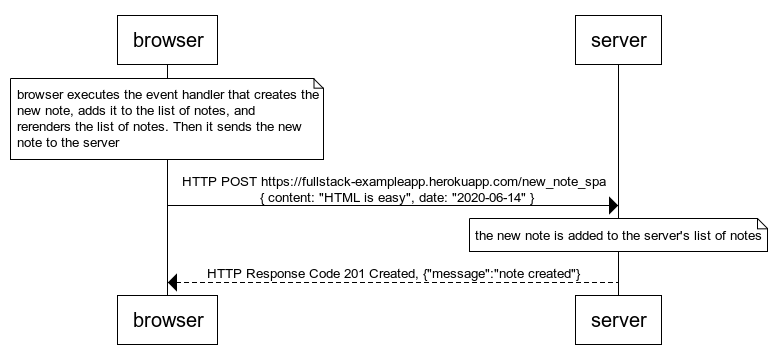 browser
server
browser executes the event handler that creates the
new note, adds it to the list of notes, and
rerenders the list of notes. Then it sends the new
note to the server
HTTP POST https://fullstack-exampleapp.herokuapp.com/new_note_spa
{ content: "HTML is easy", date: "2020-06-14" }
the new note is added to the server's list of notes
HTTP Response Code 201 Created, {"message":"note created"}
browser
server